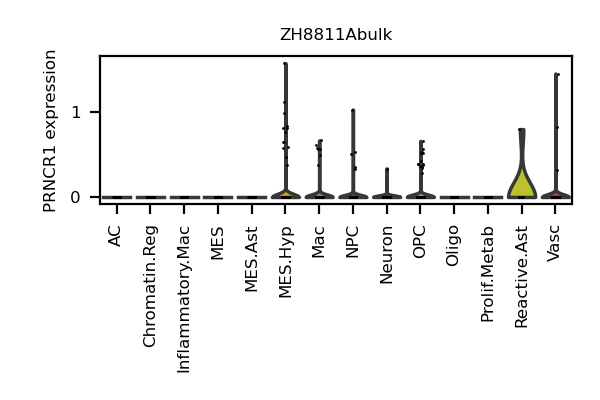 ZH8811Abulk
PRNCR1 expression
1
0
AC
Chromatin.Reg
Inflammatory.Mac
MES
MES.Ast
MES.Hyp
Mac
NPC
Neuron
OPC
Oligo
Prolif.Metab
Reactive.Ast
Vasc